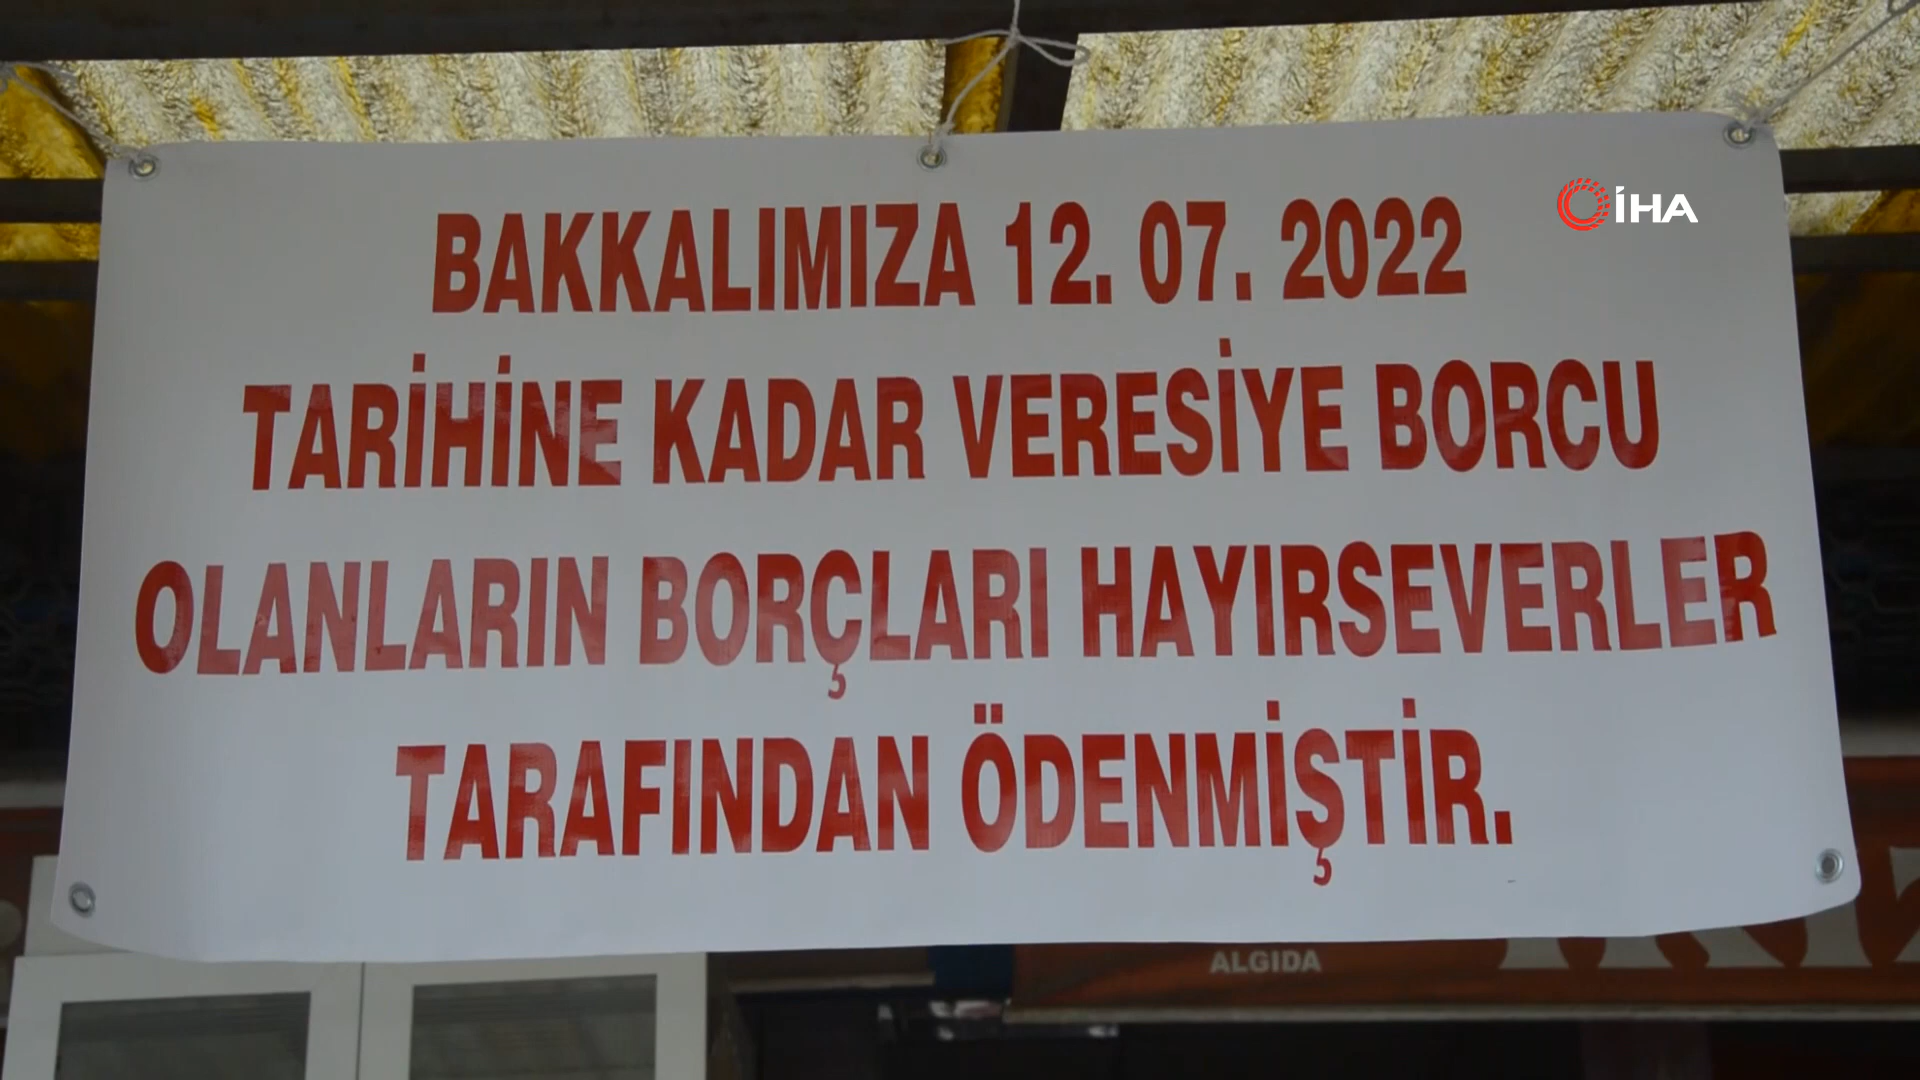 İHA
BAKKALIMIZA 12. 07. 2022
TARİHİNE KADAR VERESİYE BORCU
OLANLARIN BORÇLARI HAYIRSEVERLER
TARAFINDAN ÖDENMİŞTİR.
ALGIDA